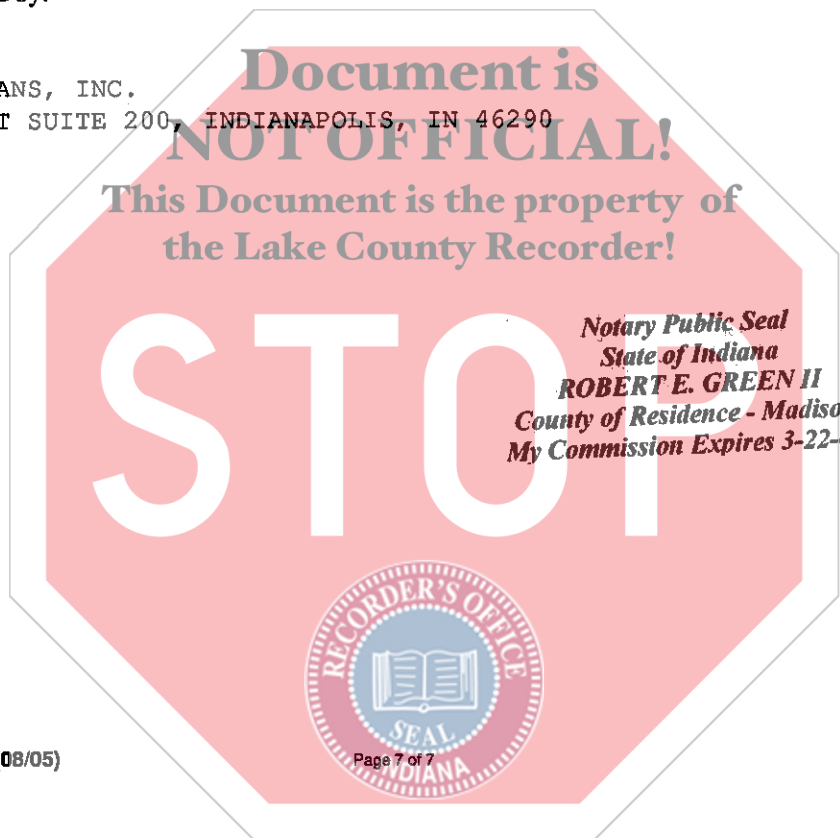 ANS, INC.
T SUITE 200, INDIANAPOLIS, IN 46290
Document is
NOT OFFICIAL!
This Document is the property of
the Lake County Recorder!
STOP
Notary Public Seal
State of Indiana
ROBERT E. GREEN II
County of Residence - Madiso
My Commission Expires 3-22-
RECORDER'S OFFICE
SEAL
INDIANA
08/05)
Page 7 of 7